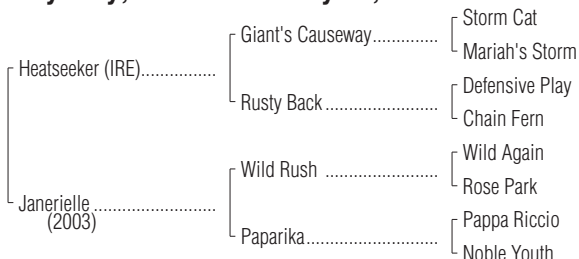 Storm Cat
Giant's Causeway..............
Mariah's Storm
Heatseeker (IRE)................
Defensive Play
Rusty Back ........................
Chain Fern
Wild Again
Wild Rush ........................
Rose Park
Janerielle ..........................
(2003)
Pappa Riccio
Paparika............................
Noble Youth